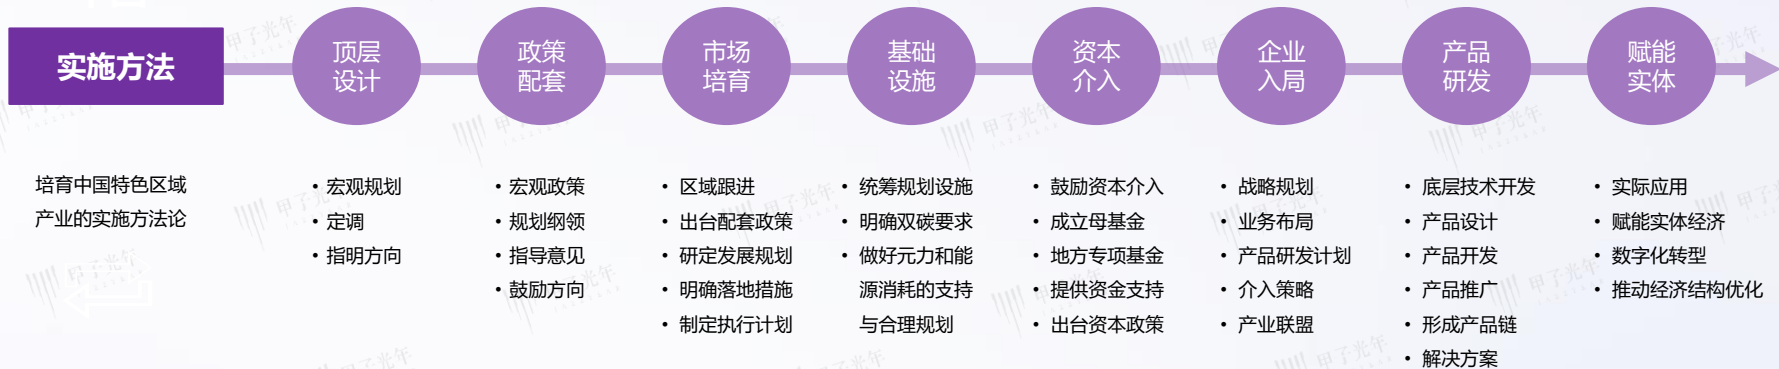 实施方法
顶层
设计
政策
配套
市场
培育
基础
设施
资本
介入
企业
入局
产品
研发
赋能
实体
培育中国特色区域
产业的实施方法论
• 宏观规划
• 定调
• 指明方向
• 宏观政策
• 规划纲领
• 指导意见
• 鼓励方向
• 区域跟进
• 出台配套政策
• 研定发展规划
• 明确落地措施
• 制定执行计划
• 统筹规划设施
• 明确双碳要求
• 做好元力和能
源消耗的支持
与合理规划
• 鼓励资本介入
• 成立母基金
• 地方专项基金
• 提供资金支持
• 出台资本政策
• 战略规划
• 业务布局
• 产品研发计划
• 介入策略
• 产业联盟
• 底层技术开发
• 产品设计
• 产品开发
• 产品推广
• 形成产品链
• 解决方案
• 实际应用
• 赋能实体经济
• 数字化转型
• 推动经济结构优化
甲子光年